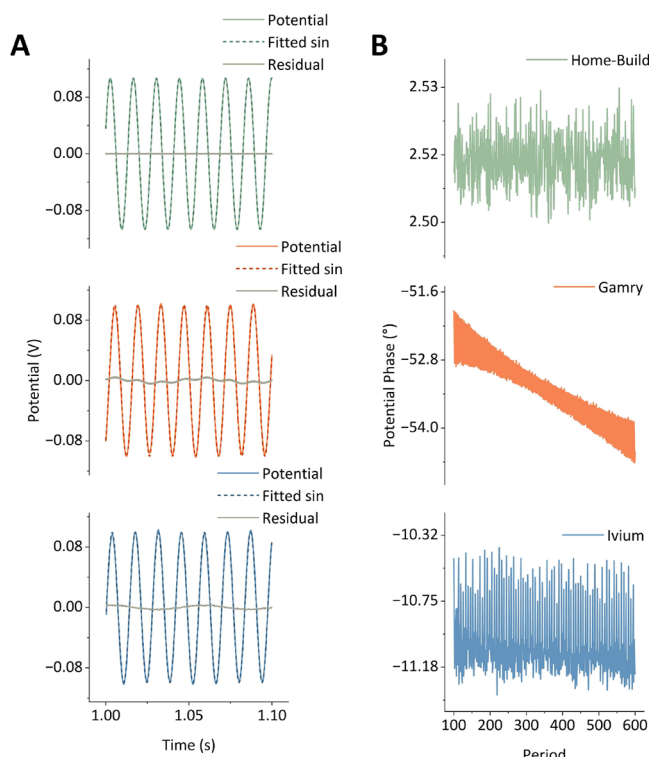 A
Potential
Fitted sin
Residual
0.08
0.00
−0.08
Potential
Fitted sin
Residual
0.08
0.00
−0.08
Potential
Fitted sin
Residual
0.08
0.00
−0.08
Potential (V)
1.00
1.05
1.10
Time (s)
B
Home-Build
2.53
2.52
2.50
Gamry
−51.6
−52.8
−54.0
Ivium
−10.32
−10.75
−11.18
Potential Phase (°)
100
200
300
400
500
600
Period